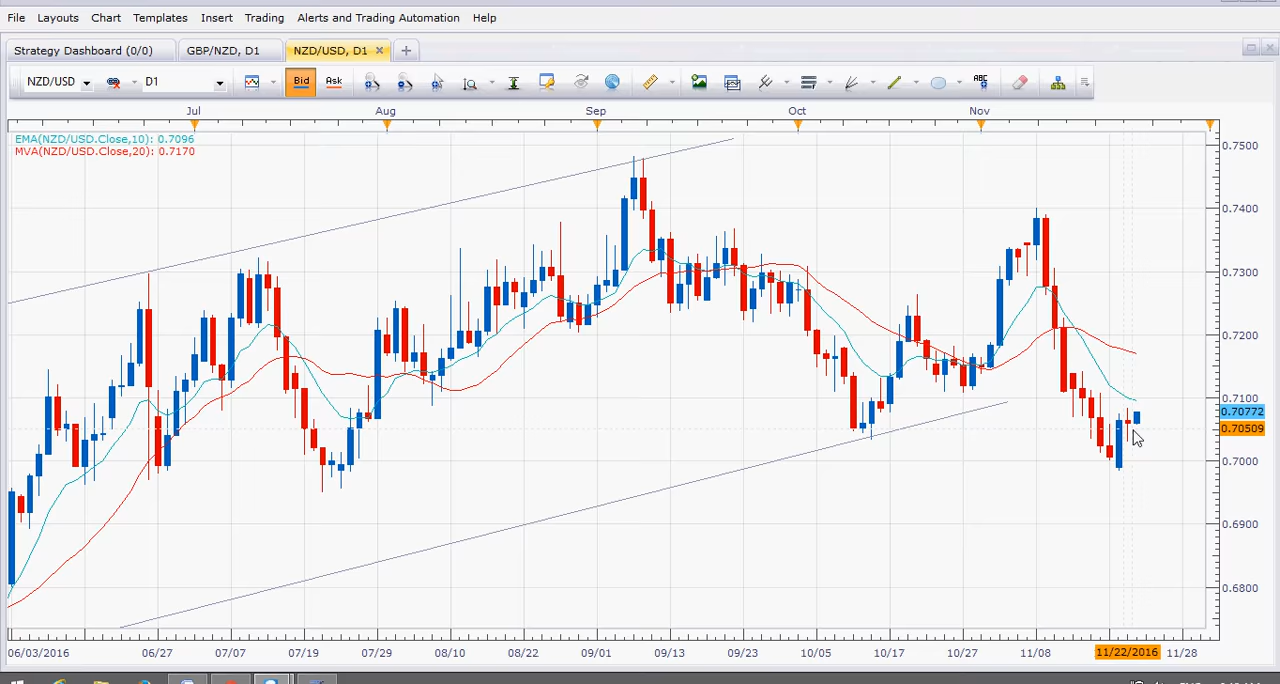 File Layouts Chart Templates Insert Trading Alerts and Trading Automation Help
Strategy Dashboard (0/0) GBP/NZD, D1 NZD/USD, D1
NZD/USD D1 Bid Ask ABC
Jul Aug Sep Oct Nov
EMA(NZD/USD.Close,10): 0.7096
MVA(NZD/USD.Close,20): 0.7170
0.7500
0.7400
0.7300
0.7200
0.7100
0.70772
0.70509
0.7000
0.6900
0.6800
06/03/2016 06/27 07/07 07/19 07/29 08/10 08/18 09/01 09/13 09/23 10/05 10/17 10/27 11/08 11/22/2016 11/28